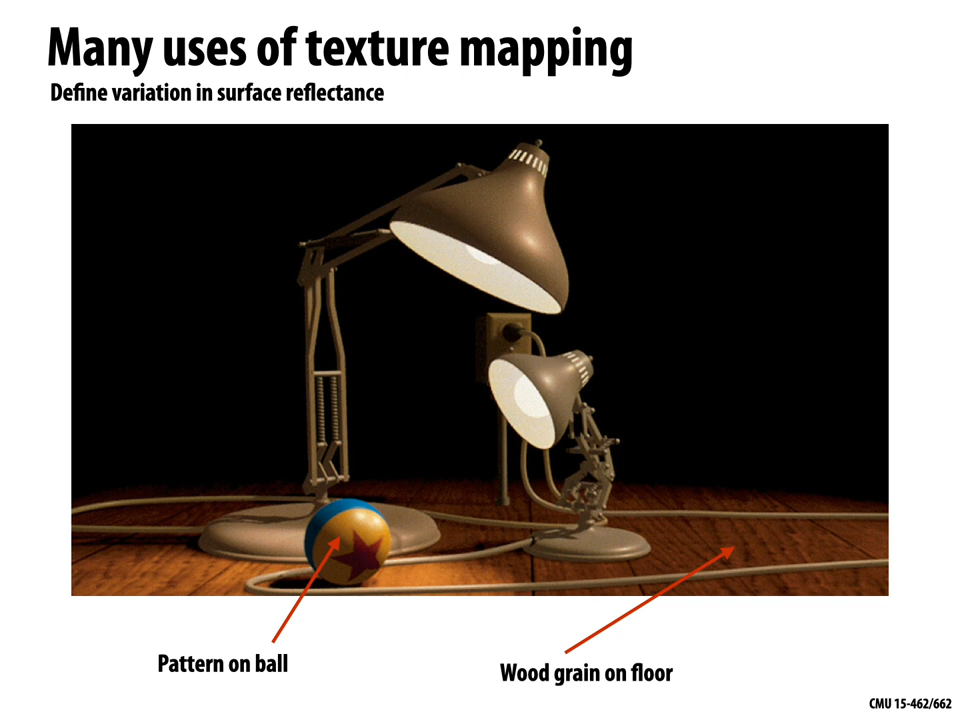 Many uses of texture mapping
Define variation in surface reflectance
Pattern on ball
Wood grain on floor
CMU 15-462/662